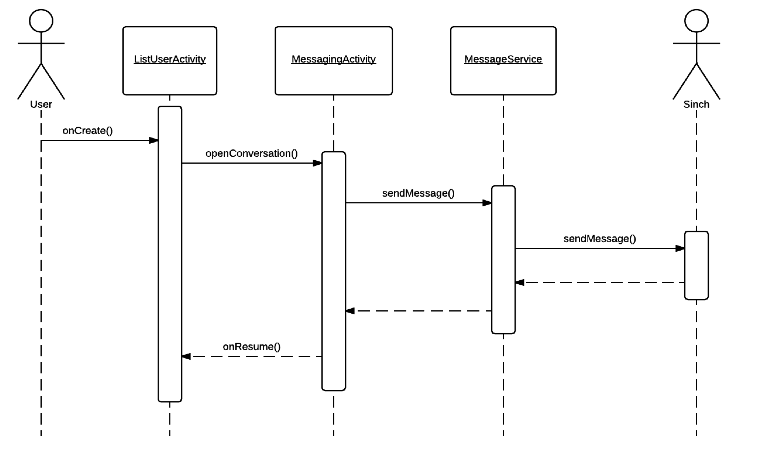 ListUserActivity
MessagingActivity
MessageService
User
Sinch
onCreate()
openConversation()
sendMessage()
sendMessage()
onResume()